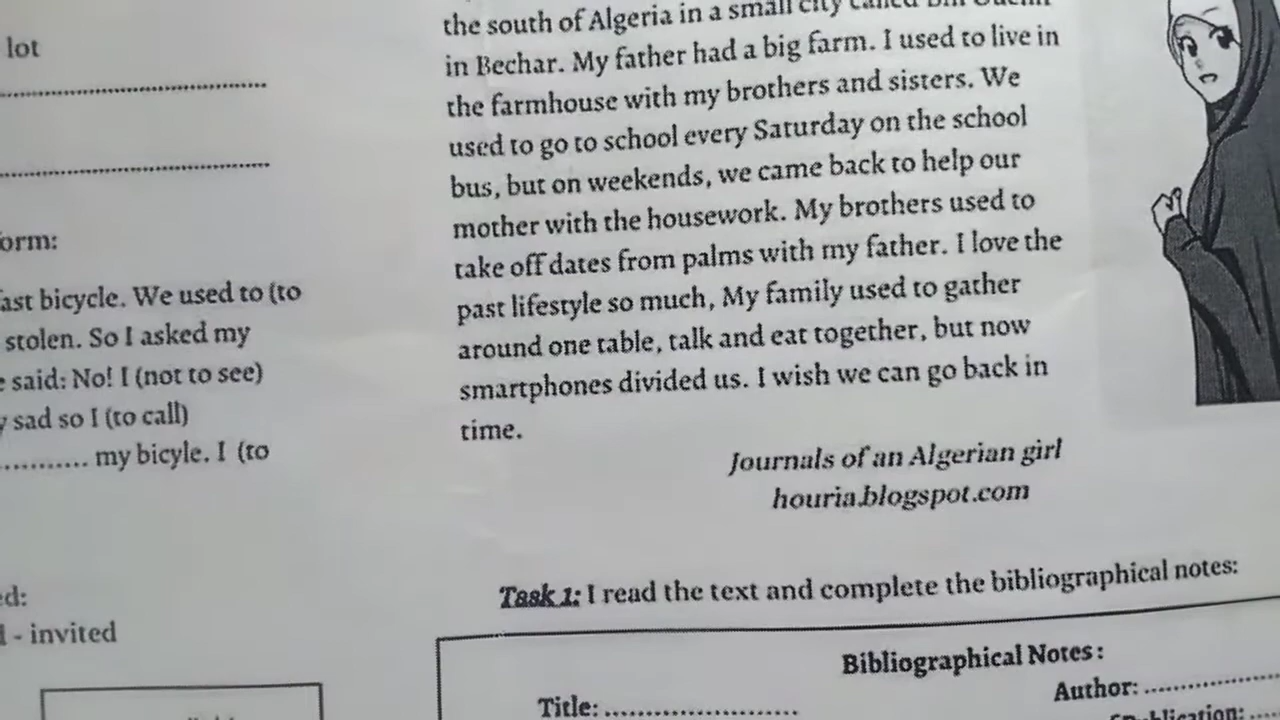 lot
orm:
ast bicycle. We used to (to
stolen. So I asked my
said: No! I (not to see)
sad so I (to call)
............ my bicyle. I (to
ed:
- invited
the south of Algeria in a small city called
in Bechar. My father had a big farm. I used to live in
the farmhouse with my brothers and sisters. We
used to go to school every Saturday on the school
bus, but on weekends, we came back to help our
mother with the housework. My brothers used to
take off dates from palms with my father. I love the
past lifestyle so much, My family used to gather
around one table, talk and eat together, but now
smartphones divided us. I wish we can go back in
time.
Journals of an Algerian girl
houria.blogspot.com
Task 1: I read the text and complete the bibliographical notes:
Bibliographical Notes:
Title: ........................
Author: ..................